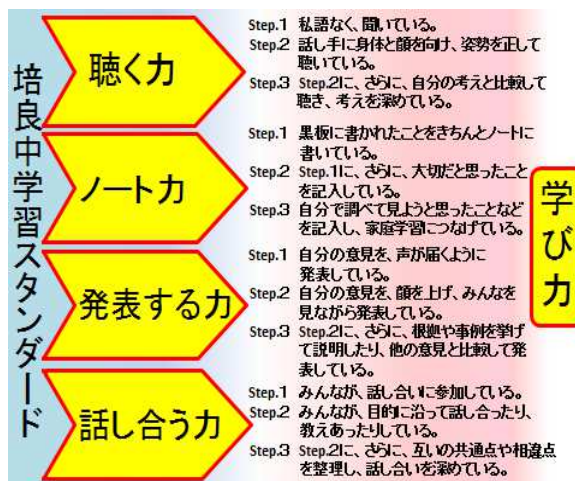 培良中学習スタンダード
聴く力
Step.1 私語なく、聞いている。
Step.2 話し手に身体と顔を向け、姿勢を正して
聴いている。
Step.3 Step.2に、さらに、自分の考えと比較して
聴き、考えを深めている。
ノート力
Step.1 黒板に書かれたことをきちんとノートに
書いている。
Step.2 Step.1に、さらに、大切だと思ったこと
を記入している。
Step.3 自分で調べて見ようと思ったことなど
を記入し、家庭学習につなげている。
発表する力
Step.1 自分の意見を、声が届くように
発表している。
Step.2 自分の意見を、顔を上げ、みんなを
見ながら発表している。
Step.3 Step.2に、さらに、根拠や事例を挙げ
て説明したり、他の意見と比較して発
表している。
話し合う力
Step.1 みんなが、話し合いに参加している。
Step.2 みんなが、目的に沿って話し合ったり、
教えあったりしている。
Step.3 Step.2に、さらに、互いの共通点や相違点
を整理し、話し合いを深めている。
学び力